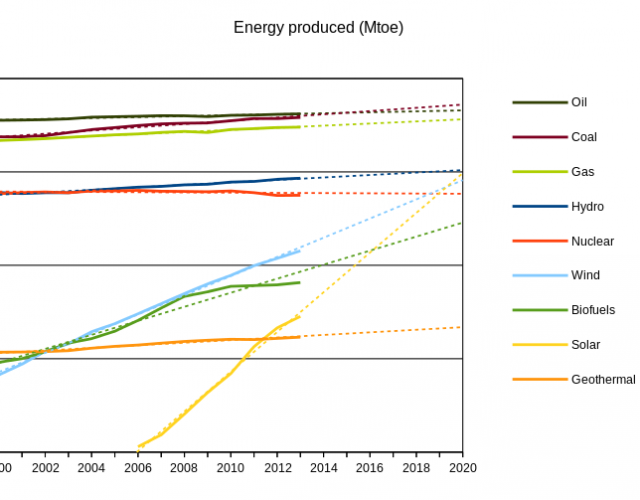 Energy produced (Mtoe)
Oil
Coal
Gas
Hydro
Nuclear
Wind
Biofuels
Solar
Geothermal
00 2002 2004 2006 2008 2010 2012 2014 2016 2018 2020